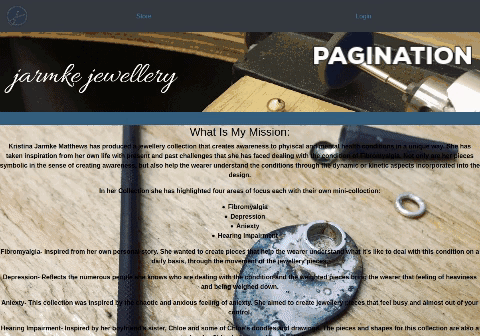 Store
Login
jarmke jewellery
PAGINATION
What Is My Mission:
Kristina Jarmke Matthews has produced a jewellery collection that creates awareness to phyiscal and mental health conditions in a unique way. She has
taken inspiration from her own life with present and past challenges that she has faced dealing with the condition of Fibromyalgia. Not only are her pieces
symbolic in the sense of creating awareness, but also help the wearer understand the conditions through the dynamic or kinetic aspects incorporated into the
design.
In her Collection she has highlighted four areas of focus each with their own mini-colloction:
Fibromyalgia
Depression
Aniexty
Hearing Impairment
Fibromyalgia- Inspired from her own personal story, She wanted to create pieces that help the wearer understand what it's like to deal with this condition on a
daily basis, through the movement of the jewellery pieces.
Depression- Reflects the numerous people she knows who are dealing with the condition and the weighted pieces bring the wearer that feeling of heaviness
and being weighed down.
Aniexty- This collection was inspired by the chaotic and anxious feeling of aniexty. She aimed to create jewellery pieces that feel busy and almost out of your
control.
Hearing Impairment- Inspired by her boyfriend's sister, Chloe and some of Chloe's doodles and drawings. The pieces and shapes for this collection are also a